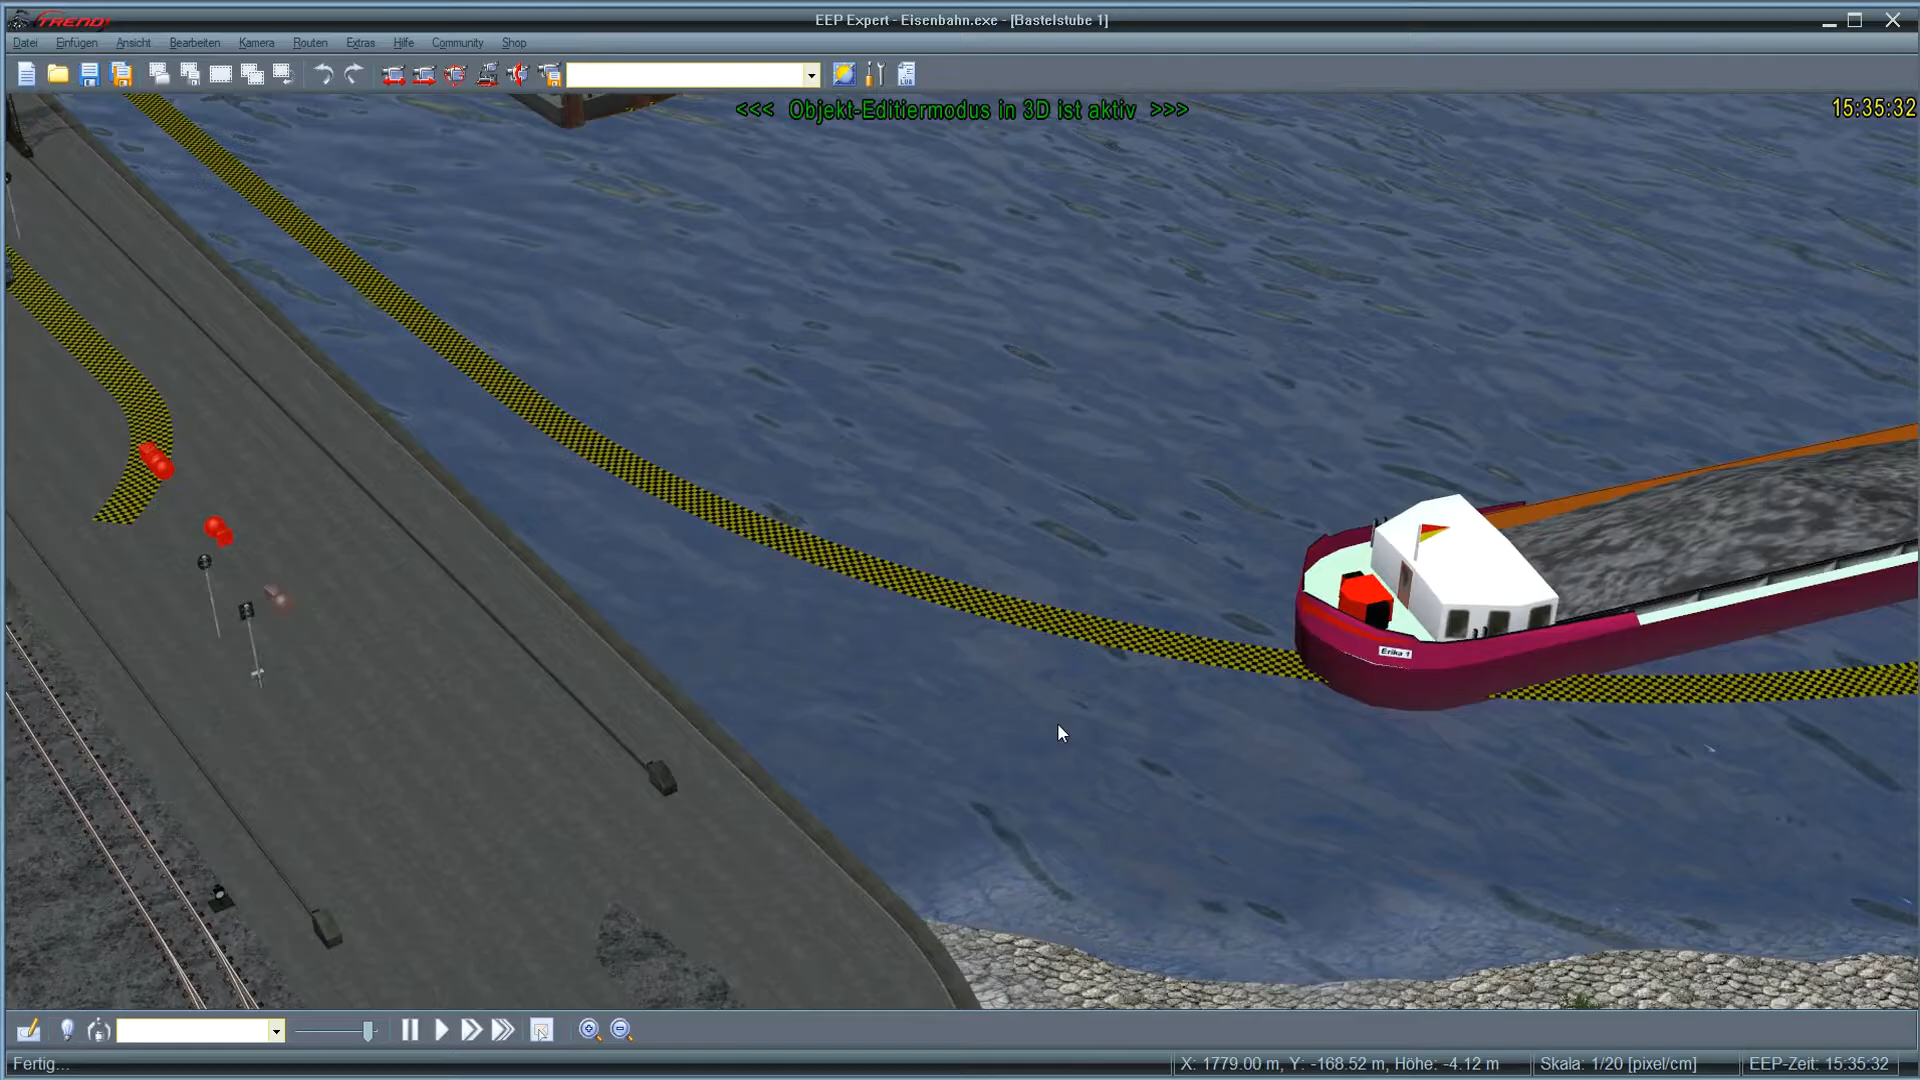 TREND
EEP Expert - Eisenbahn.exe - [Bastelstube 1]
Datei Einfügen Ansicht Bearbeiten Kamera Routen Extras Hilfe Community Shop
LUA
<<< Objekt-Editiermodus in 3D ist aktiv >>>
15:35:32
Erika 1
Fertig...
X: 1779.00 m, Y: -168.52 m, Höhe: -4.12 m
Skala: 1/20 [pixel/cm]
EEP-Zeit: 15:35:32